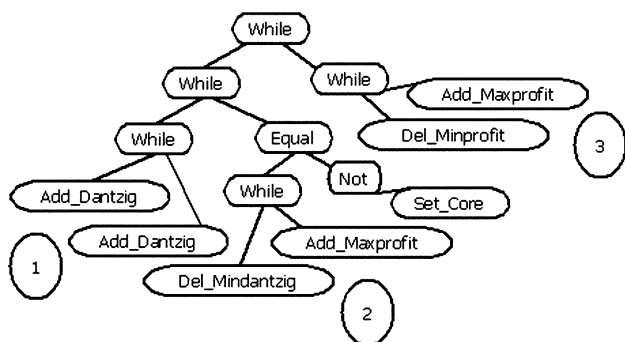 While
While
While
Add_Maxprofit
While
Equal
Del_Minprofit
3
Not
While
Add_Dantzig
Set_Core
Add_Dantzig
Add_Maxprofit
1
Del_Mindantzig
2